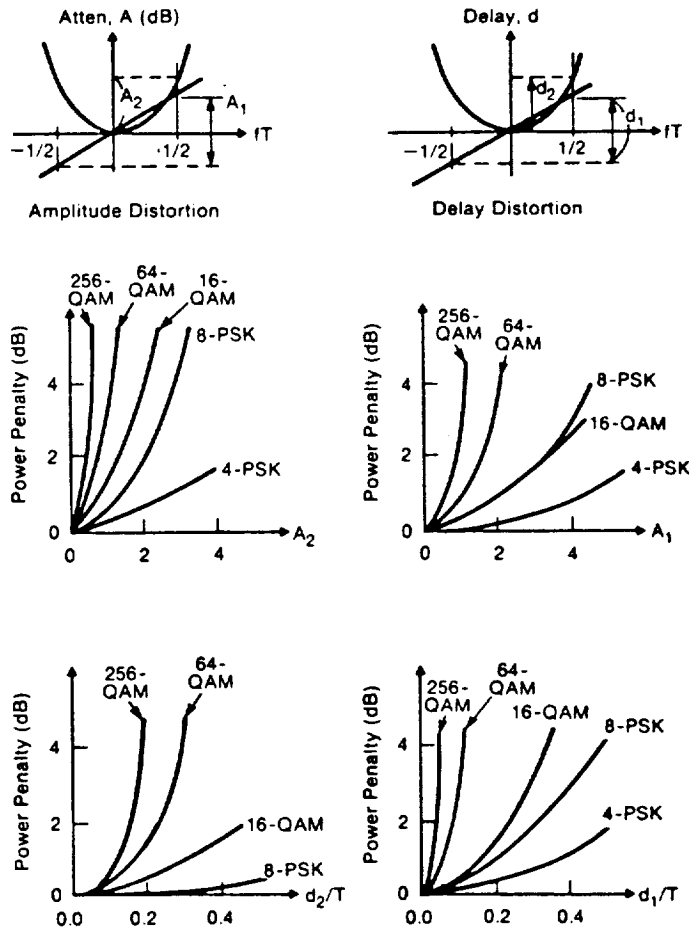 Atten, A (dB)
A₂
A₁
fT
−1/2
1/2
Amplitude Distortion
Delay, d
d₂
d₁
fT
−1/2
1/2
Delay Distortion
256-
QAM
64-
QAM
16-
QAM
8-PSK
4-PSK
Power Penalty (dB)
4
2
0
0
2
4
A₂
256-
QAM
64-
QAM
8-PSK
16-QAM
4-PSK
Power Penalty (dB)
4
2
0
0
2
4
A₁
256-
QAM
64-
QAM
16-QAM
8-PSK
Power Penalty (dB)
4
2
0
0.0
0.2
0.4
d₂/T
256-
QAM
64-
QAM
16-QAM
8-PSK
4-PSK
Power Penalty (dB)
4
2
0
0.0
0.2
0.4
d₁/T